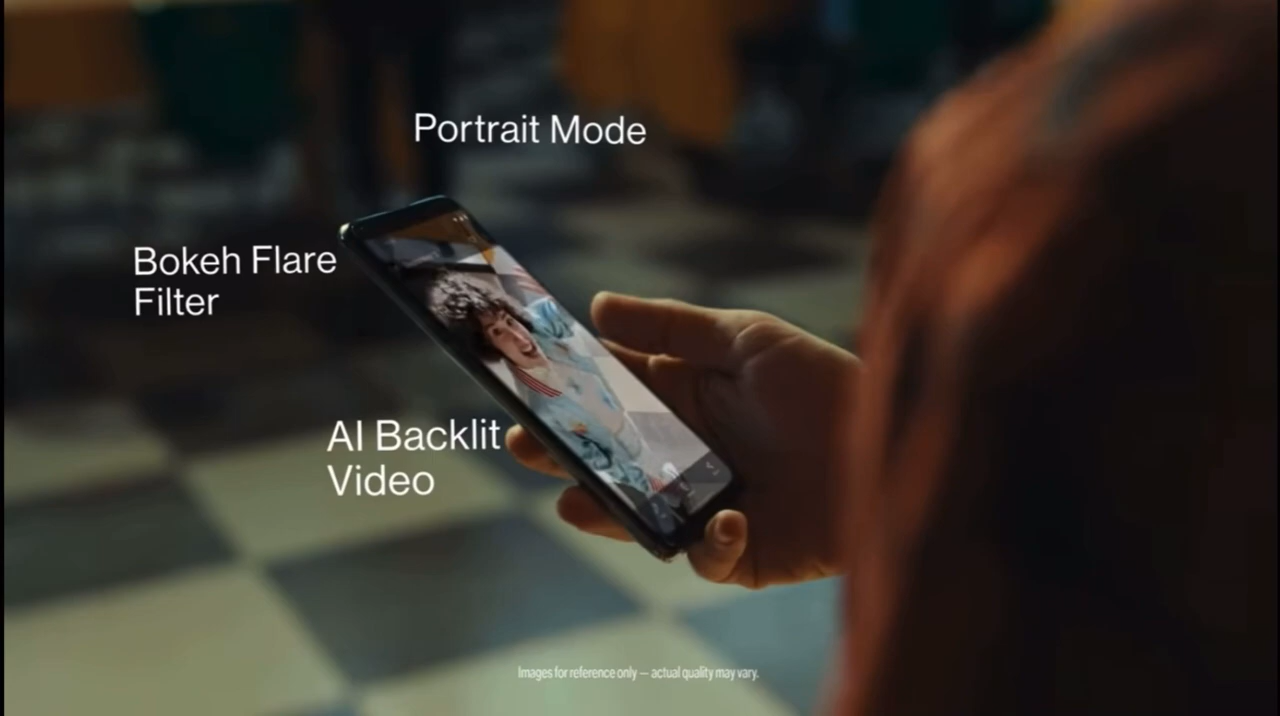 Portrait Mode
Bokeh Flare
Filter
AI Backlit
Video
Images for reference only — actual quality may vary.